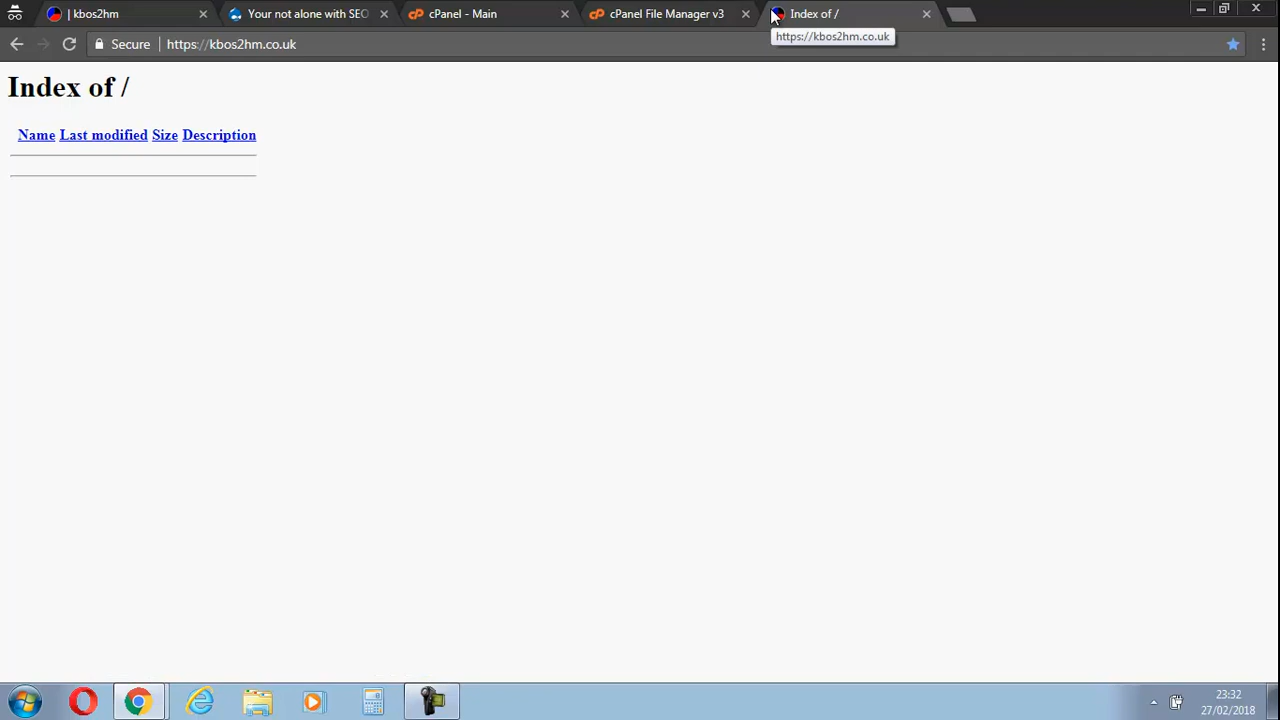 | kbos2hm
Your not alone with SEO
cPanel - Main
cPanel File Manager v3
Index of /
Secure
https://kbos2hm.co.uk
https://kbos2hm.co.uk
Index of /
Name Last modified Size Description
23:32
27/02/2018